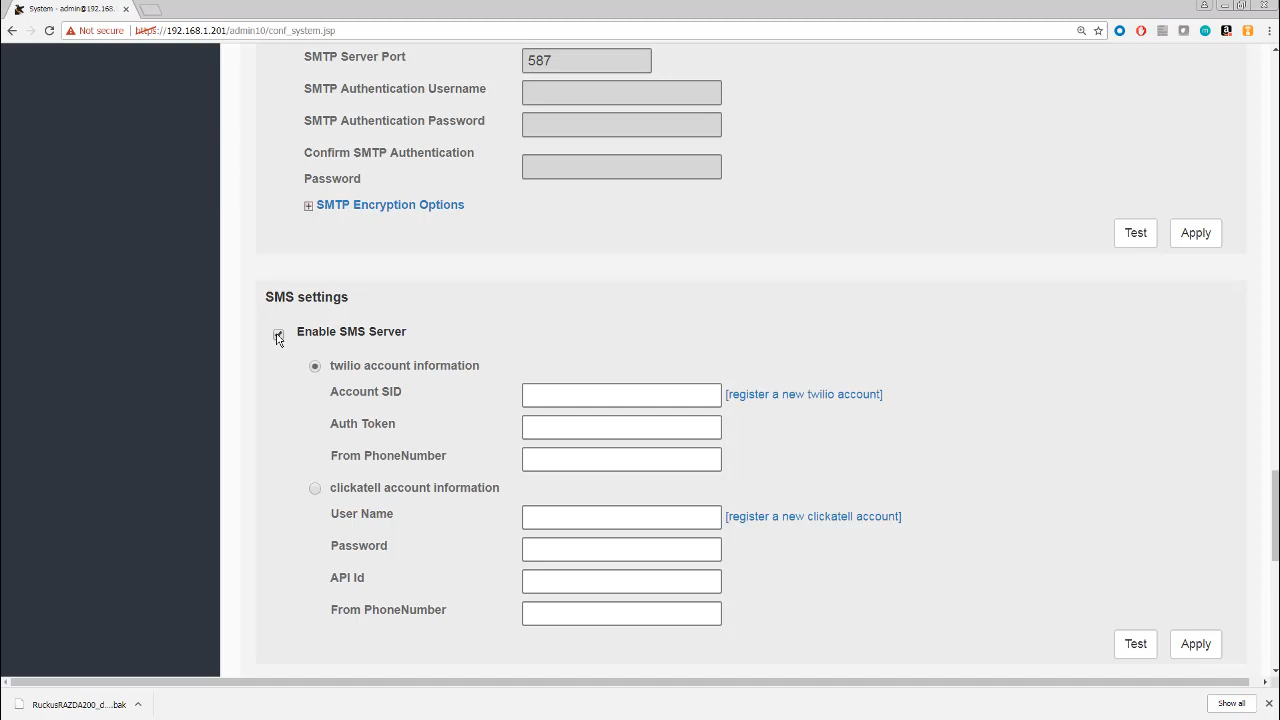 System - admin@192.168.
Not secure https://192.168.1.201/admin10/conf_system.jsp
SMTP Server Port 587
SMTP Authentication Username
SMTP Authentication Password
Confirm SMTP Authentication
Password
SMTP Encryption Options
Test Apply
SMS settings
Enable SMS Server
twilio account information
Account SID [register a new twilio account]
Auth Token
From PhoneNumber
clickatell account information
User Name [register a new clickatell account]
Password
API Id
From PhoneNumber
Test Apply
RuckusRAZDA200_d....bak Show all